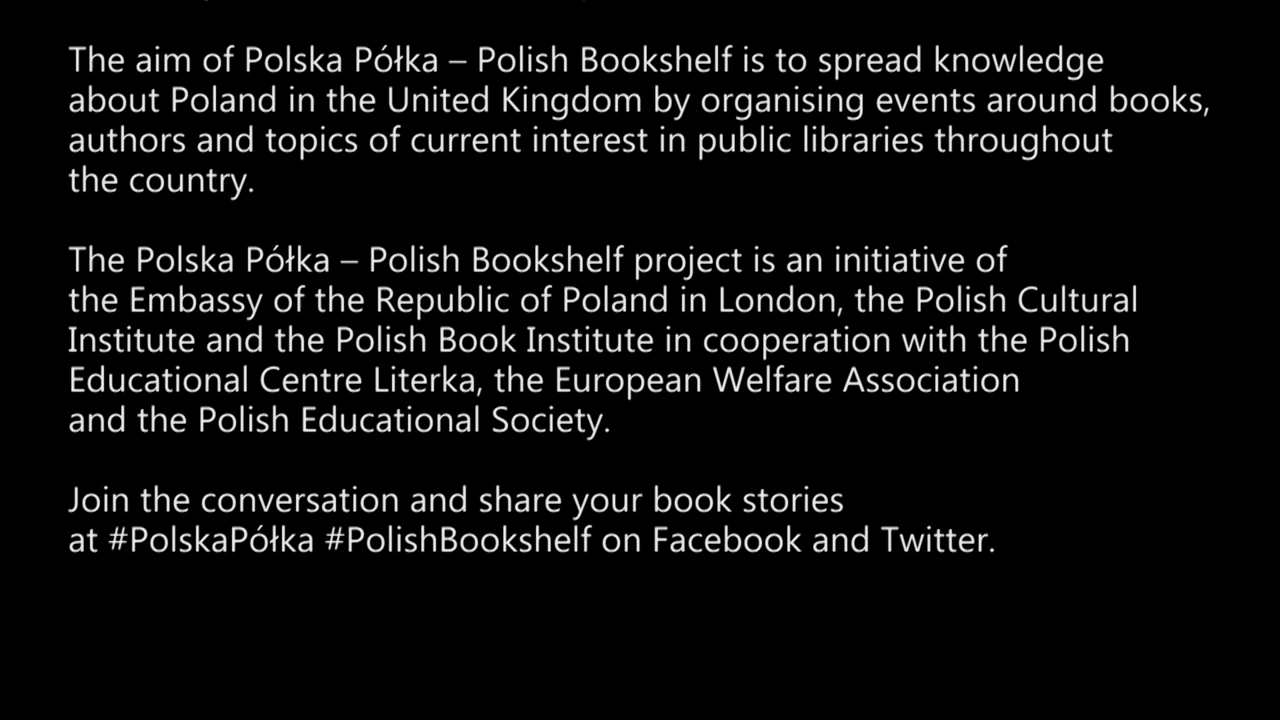 The aim of Polska Półka – Polish Bookshelf is to spread knowledge
about Poland in the United Kingdom by organising events around books,
authors and topics of current interest in public libraries throughout
the country.
The Polska Półka – Polish Bookshelf project is an initiative of
the Embassy of the Republic of Poland in London, the Polish Cultural
Institute and the Polish Book Institute in cooperation with the Polish
Educational Centre Literka, the European Welfare Association
and the Polish Educational Society.
Join the conversation and share your book stories
at #PolskaPółka #PolishBookshelf on Facebook and Twitter.